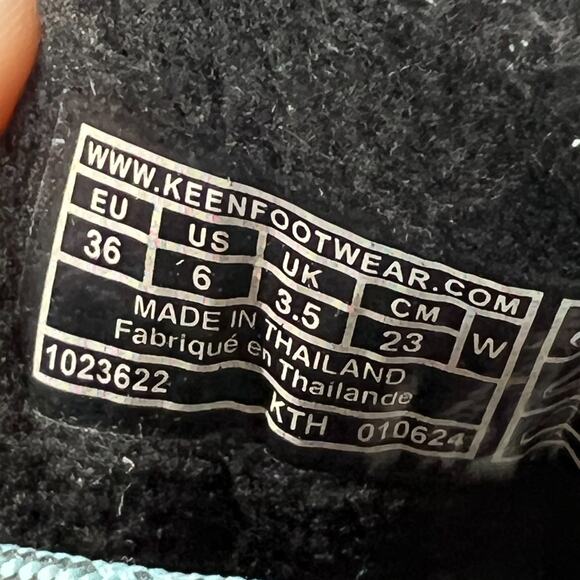 WWW.KEENFOOTWEAR.COM
EU US UK CM W
36 6 3.5 23
MADE IN THAILAND
Fabriqué en Thaïlande
1023622 KTH 010624